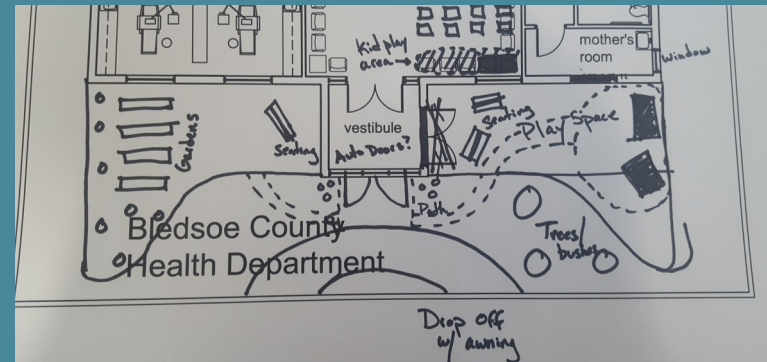 Kid play
area→
mother's
room
window
Gardens
Seating
vestibule
Auto Doors?
Seating
Play Space
Path
Bledsoe County
Health Department
Trees/
bushes
Drop off
w/ awning